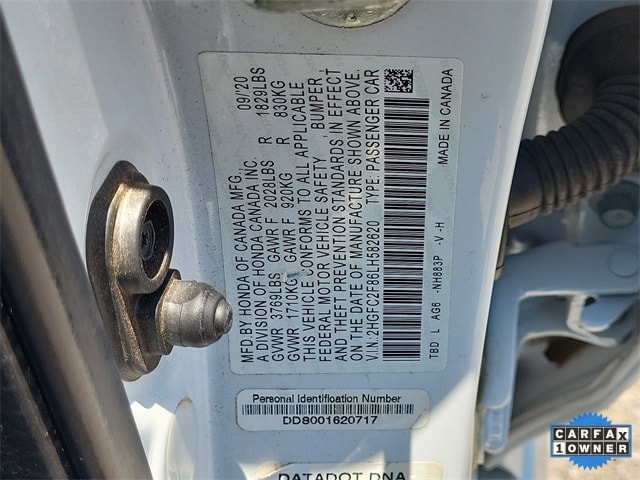 MFD.BY HONDA OF CANADA MFG., 09/20
A DIVISION OF HONDA CANADA INC.
GVWR 3769LBS GAWR F 2028LBS R 1829LBS
GVWR 1710KG GAWR F 920KG R 830KG
THIS VEHICLE CONFORMS TO ALL APPLICABLE
FEDERAL MOTOR VEHICLE SAFETY, BUMPER,
AND THEFT PREVENTION STANDARDS IN EFFECT
ON THE DATE OF MANUFACTURE SHOWN ABOVE.
V.I.N: 2HGFC2F86LH582620 TYPE: PASSENGER CAR
TBD L AG6 -NH883P -V -H MADE IN CANADA
Personal Identification Number
DD9001620717
DATADOT DNA
CARFAX
1 OWNER